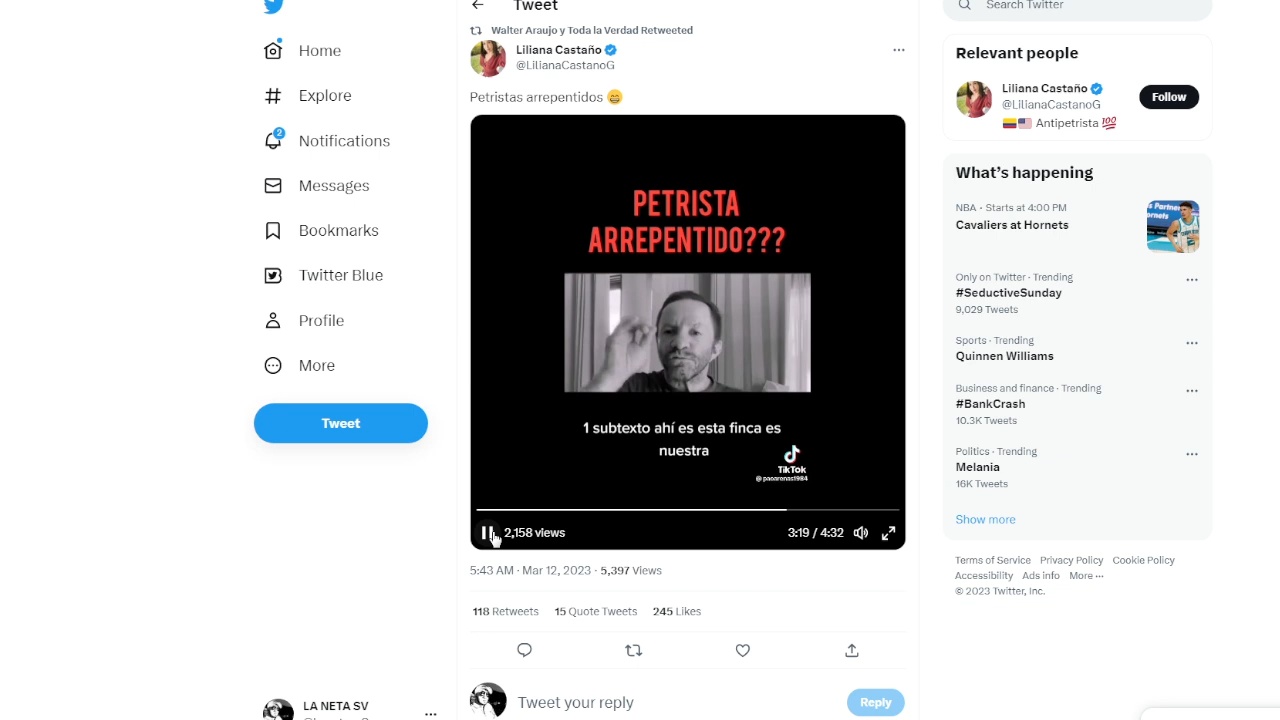 Home
Explore
2
Notifications
Messages
Bookmarks
Twitter Blue
Profile
More
Tweet
LA NETA SV
Tweet
Walter Araujo y Toda la Verdad Retweeted
Liliana Castaño
@LilianaCastanoG
Petristas arrepentidos
PETRISTA
ARREPENTIDO???
1 subtexto ahí es esta finca es
nuestra
TikTok
@paoarenas1984
2,158 views
3:19 / 4:32
5:43 AM · Mar 12, 2023 · 5,397 Views
118 Retweets 15 Quote Tweets 245 Likes
Tweet your reply
Reply
Search Twitter
Relevant people
Liliana Castaño
@LilianaCastanoG
Follow
Antipetrista 💯
What's happening
NBA · Starts at 4:00 PM
Cavaliers at Hornets
Only on Twitter · Trending
#SeductiveSunday
9,029 Tweets
Sports · Trending
Quinnen Williams
Business and finance · Trending
#BankCrash
10.3K Tweets
Politics · Trending
Melania
16K Tweets
Show more
Terms of Service Privacy Policy Cookie Policy
Accessibility Ads info More ···
© 2023 Twitter, Inc.